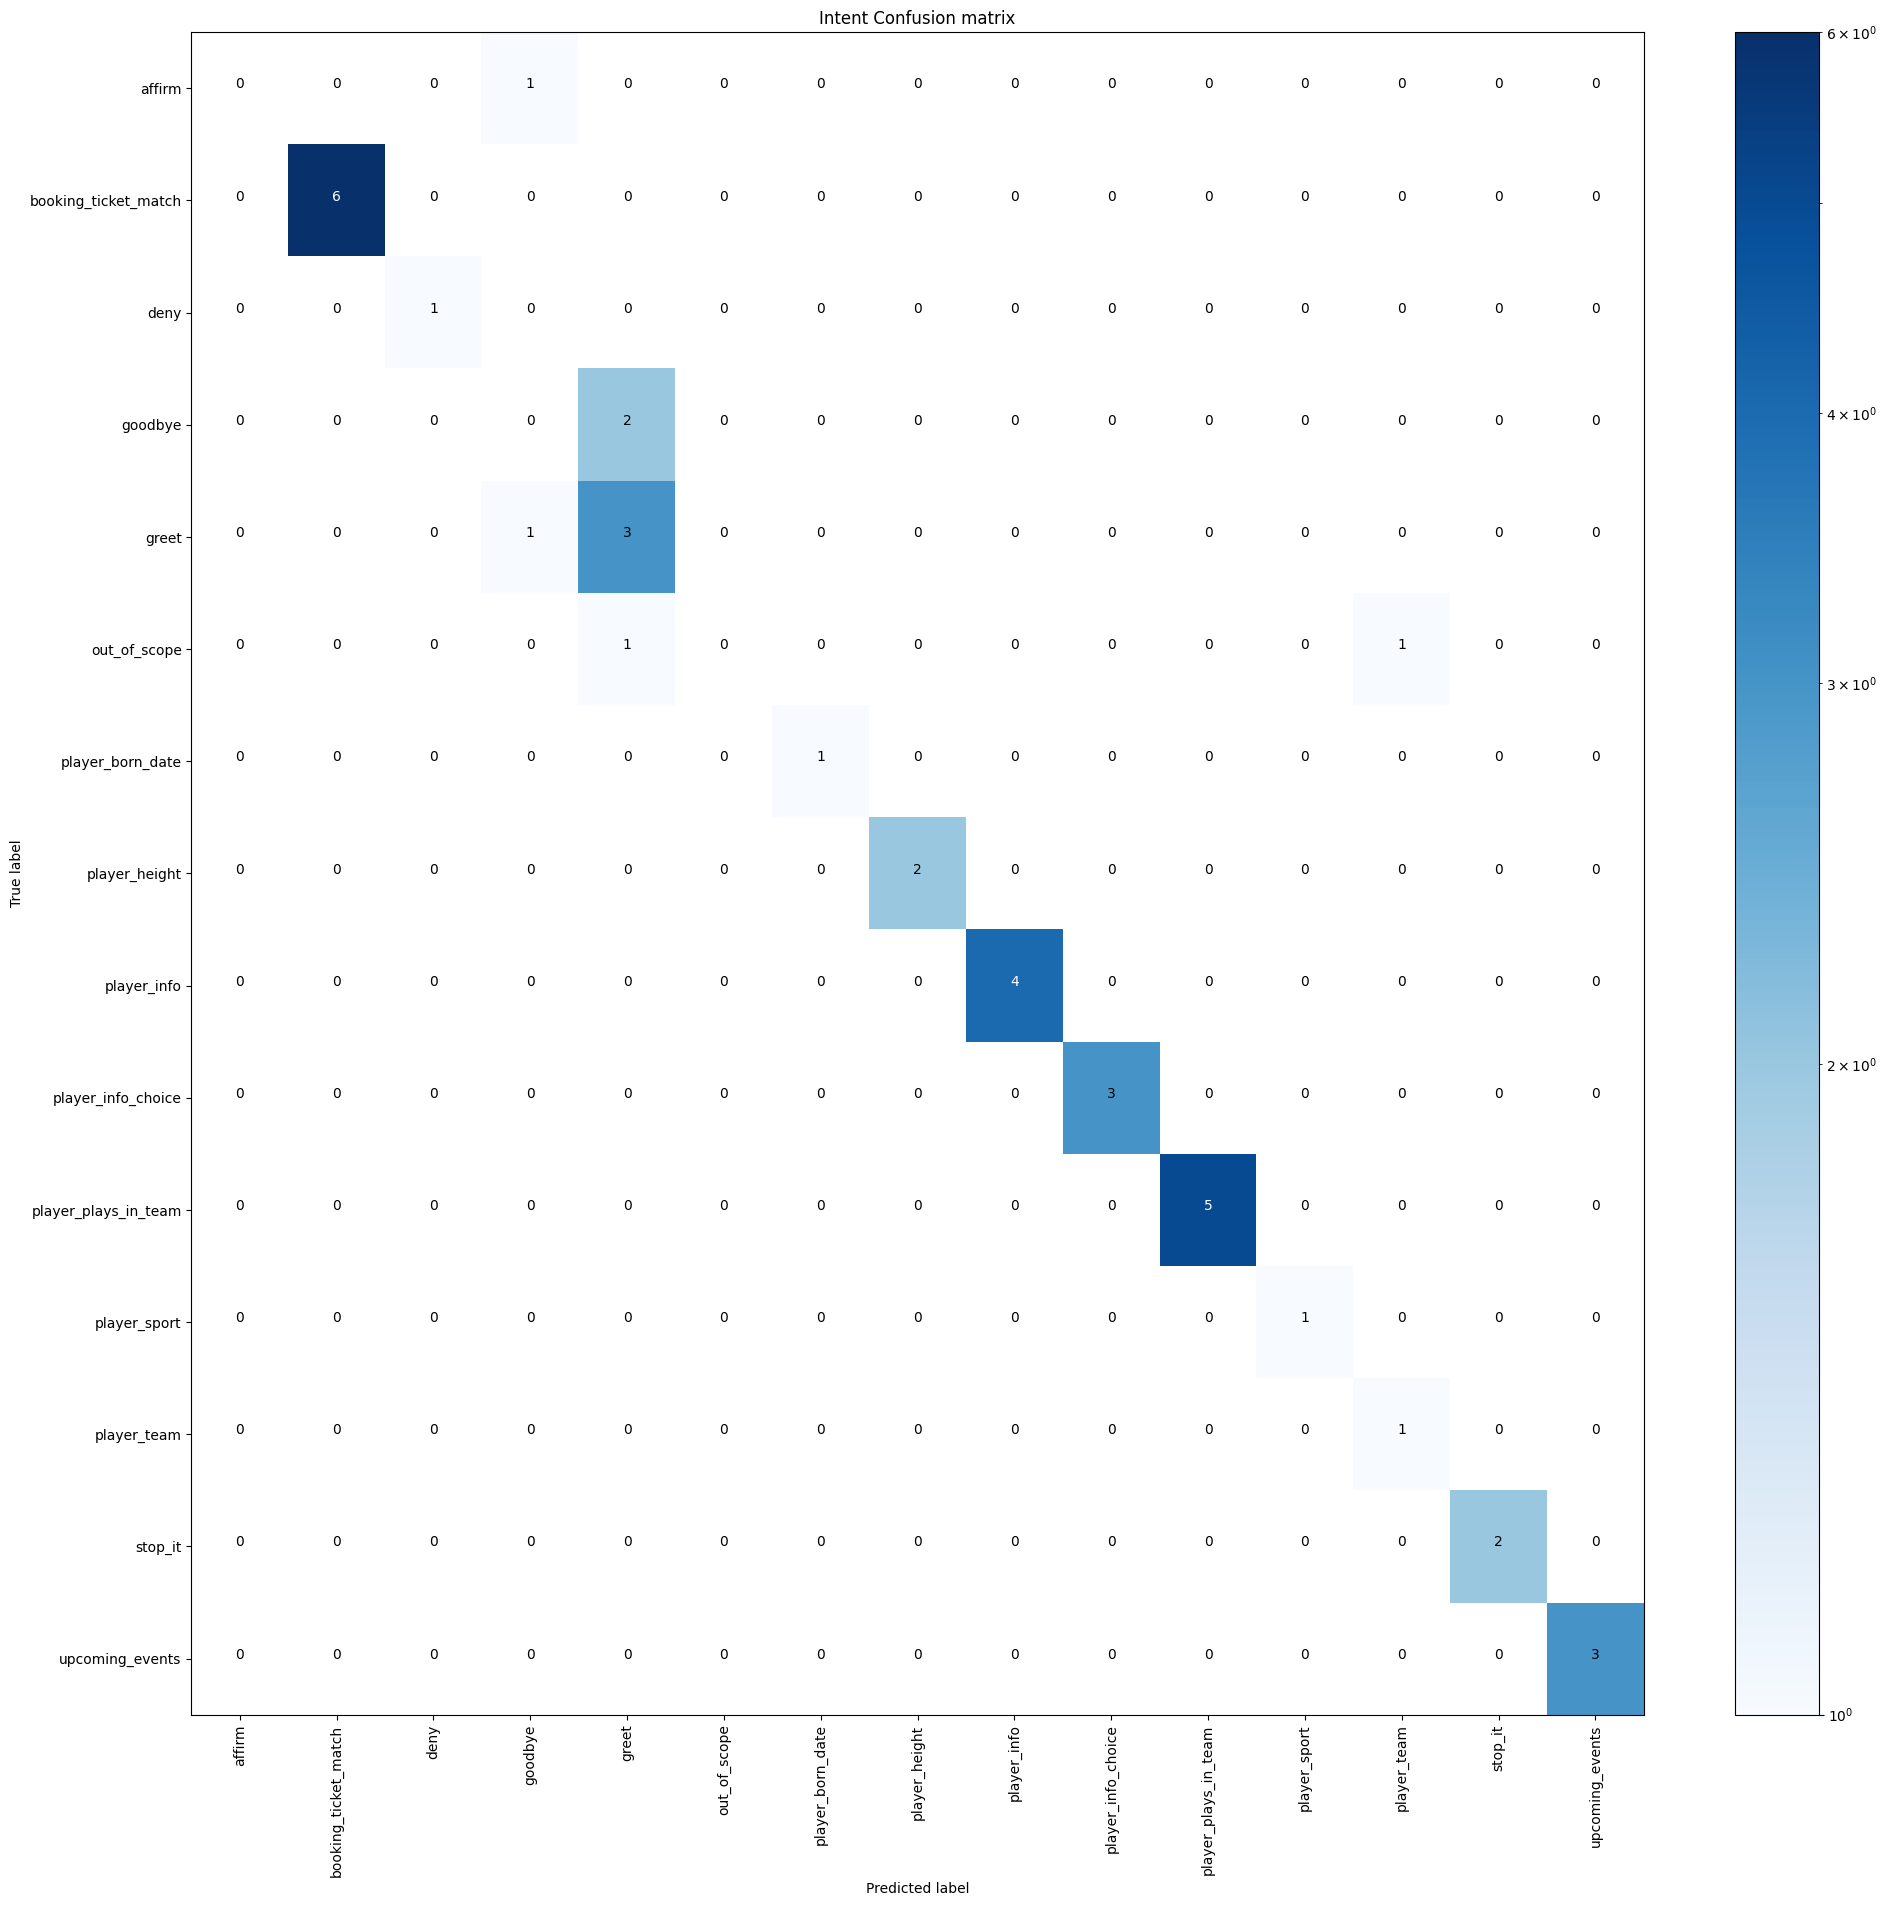 Intent Confusion matrix
affirm 0 0 0 1 0 0 0 0 0 0 0 0 0 0 0
booking_ticket_match 0 6 0 0 0 0 0 0 0 0 0 0 0 0 0
deny 0 0 1 0 0 0 0 0 0 0 0 0 0 0 0
goodbye 0 0 0 0 2 0 0 0 0 0 0 0 0 0 0
greet 0 0 0 1 3 0 0 0 0 0 0 0 0 0 0
out_of_scope 0 0 0 0 1 0 0 0 0 0 0 0 1 0 0
player_born_date 0 0 0 0 0 0 1 0 0 0 0 0 0 0 0
player_height 0 0 0 0 0 0 0 2 0 0 0 0 0 0 0
player_info 0 0 0 0 0 0 0 0 4 0 0 0 0 0 0
player_info_choice 0 0 0 0 0 0 0 0 0 3 0 0 0 0 0
player_plays_in_team 0 0 0 0 0 0 0 0 0 0 5 0 0 0 0
player_sport 0 0 0 0 0 0 0 0 0 0 0 1 0 0 0
player_team 0 0 0 0 0 0 0 0 0 0 0 0 1 0 0
stop_it 0 0 0 0 0 0 0 0 0 0 0 0 0 2 0
upcoming_events 0 0 0 0 0 0 0 0 0 0 0 0 0 0 3
True label
affirm
booking_ticket_match
deny
goodbye
greet
out_of_scope
player_born_date
player_height
player_info
player_info_choice
player_plays_in_team
player_sport
player_team
stop_it
upcoming_events
Predicted label
6 × 10⁰
4 × 10⁰
3 × 10⁰
2 × 10⁰
10⁰